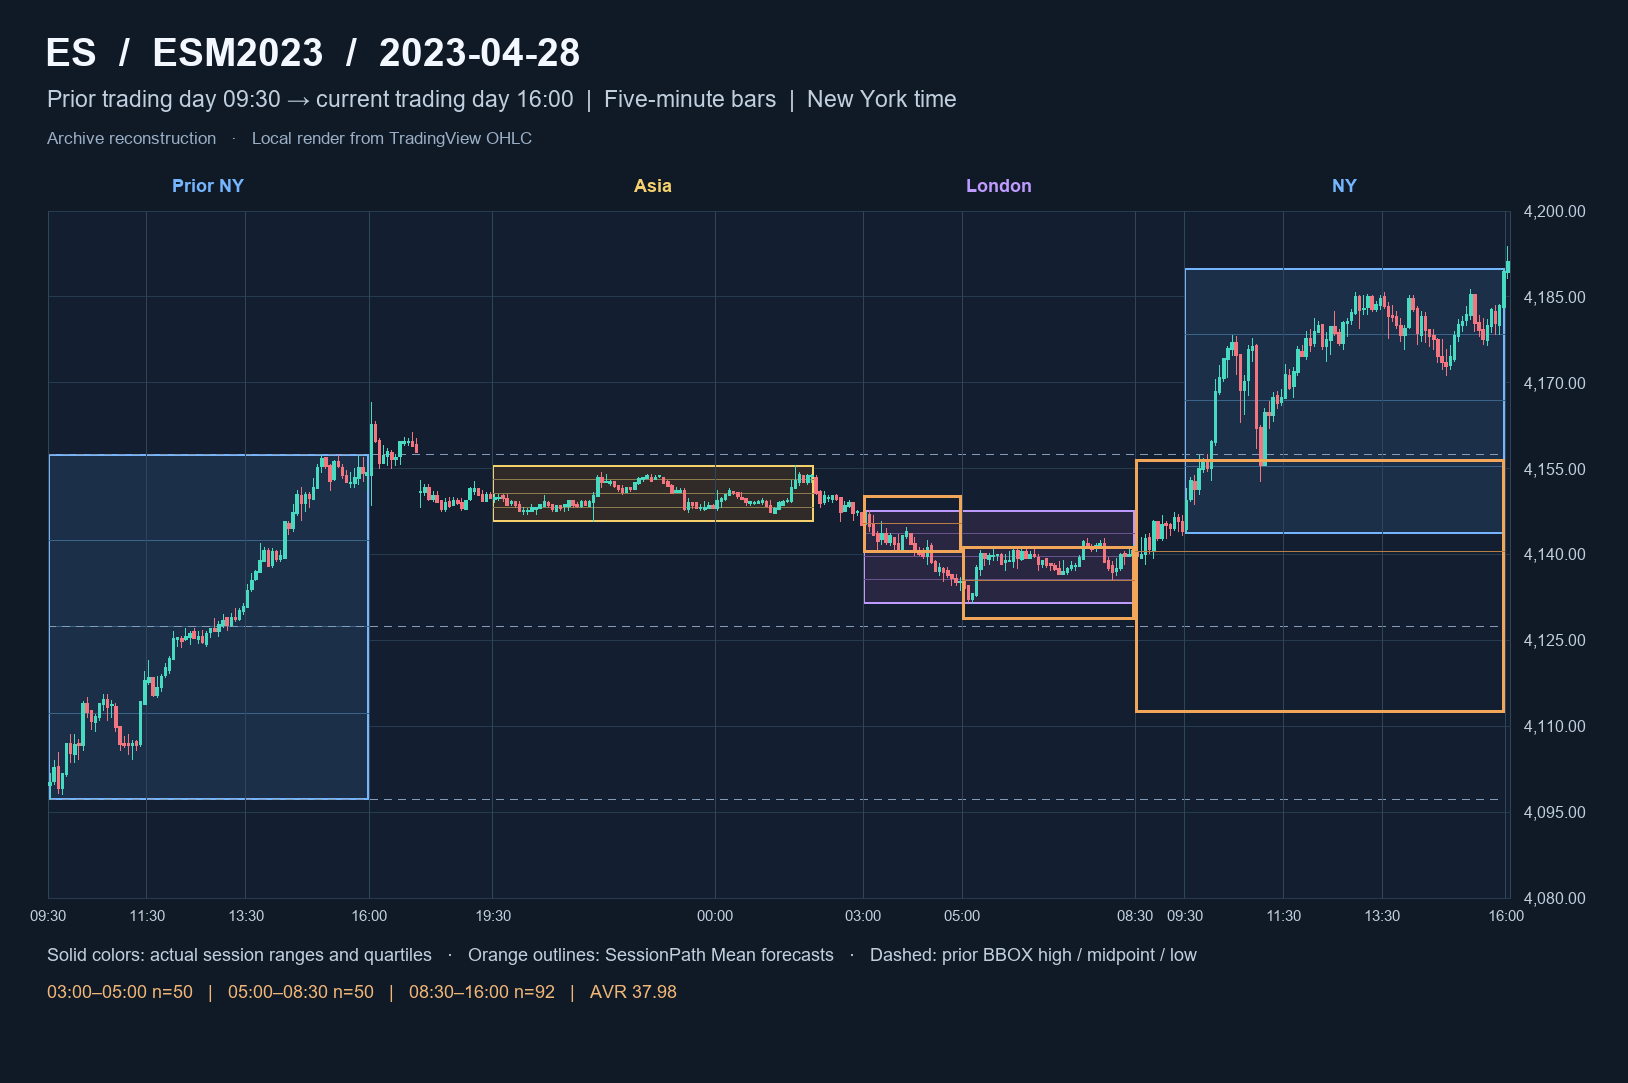 ES / ESM2023 / 2023-04-28
Prior trading day 09:30 → current trading day 16:00 | Five-minute bars | New York time
Archive reconstruction · Local render from TradingView OHLC
Prior NY Asia London NY
4,200.00
4,185.00
4,170.00
4,155.00
4,140.00
4,125.00
4,110.00
4,095.00
4,080.00
09:30 11:30 13:30 16:00 19:30 00:00 03:00 05:00 08:30 09:30 11:30 13:30 16:00
Solid colors: actual session ranges and quartiles · Orange outlines: SessionPath Mean forecasts · Dashed: prior BBOX high / midpoint / low
03:00–05:00 n=50 | 05:00–08:30 n=50 | 08:30–16:00 n=92 | AVR 37.98